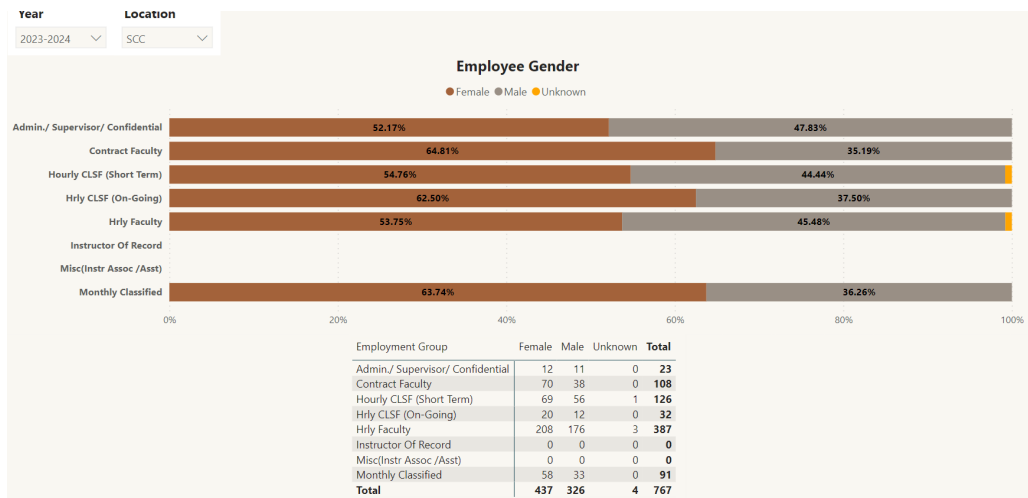 Year Location
2023-2024 SCC
Employee Gender
Female Male Unknown
Admin./ Supervisor/ Confidential 52.17% 47.83%
Contract Faculty 64.81% 35.19%
Hourly CLSF (Short Term) 54.76% 44.44%
Hrly CLSF (On-Going) 62.50% 37.50%
Hrly Faculty 53.75% 45.48%
Instructor Of Record
Misc(Instr Assoc /Asst)
Monthly Classified 63.74% 36.26%
0% 20% 40% 60% 80% 100%
Employment Group Female Male Unknown Total
Admin./ Supervisor/ Confidential 12 11 0 23
Contract Faculty 70 38 0 108
Hourly CLSF (Short Term) 69 56 1 126
Hrly CLSF (On-Going) 20 12 0 32
Hrly Faculty 208 176 3 387
Instructor Of Record 0 0 0 0
Misc(Instr Assoc /Asst) 0 0 0 0
Monthly Classified 58 33 0 91
Total 437 326 4 767